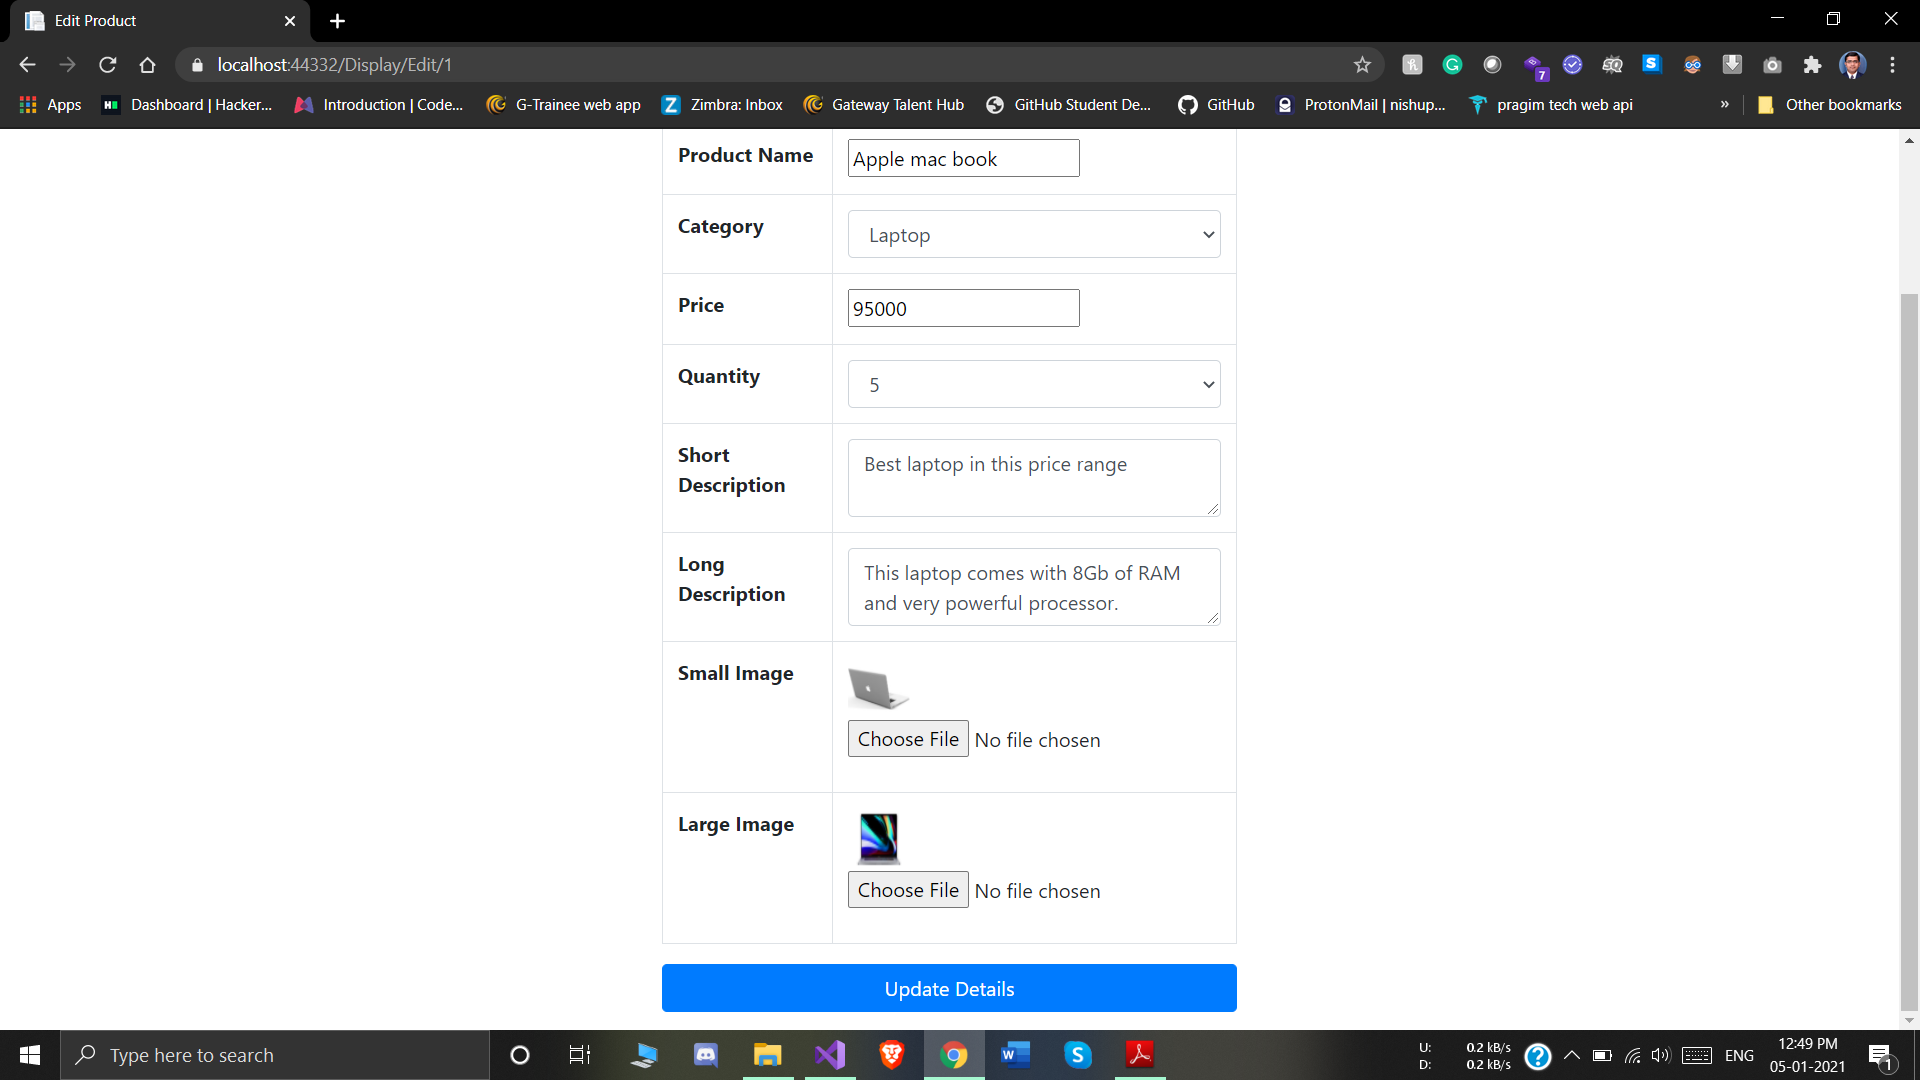 Edit Product
localhost:44332/Display/Edit/1
7
Apps
Dashboard | Hacker...
Introduction | Code...
G-Trainee web app
Zimbra: Inbox
Gateway Talent Hub
GitHub Student De...
GitHub
ProtonMail | nishup...
pragim tech web api
»
Other bookmarks
Product Name
Apple mac book
Category
Laptop
Price
95000
Quantity
5
Short
Description
Best laptop in this price range
Long
Description
This laptop comes with 8Gb of RAM
and very powerful processor.
Small Image
Choose File No file chosen
Large Image
Choose File No file chosen
Update Details
Type here to search
U: 0.2 kB/s
D: 0.2 kB/s
ENG
12:49 PM
05-01-2021
1